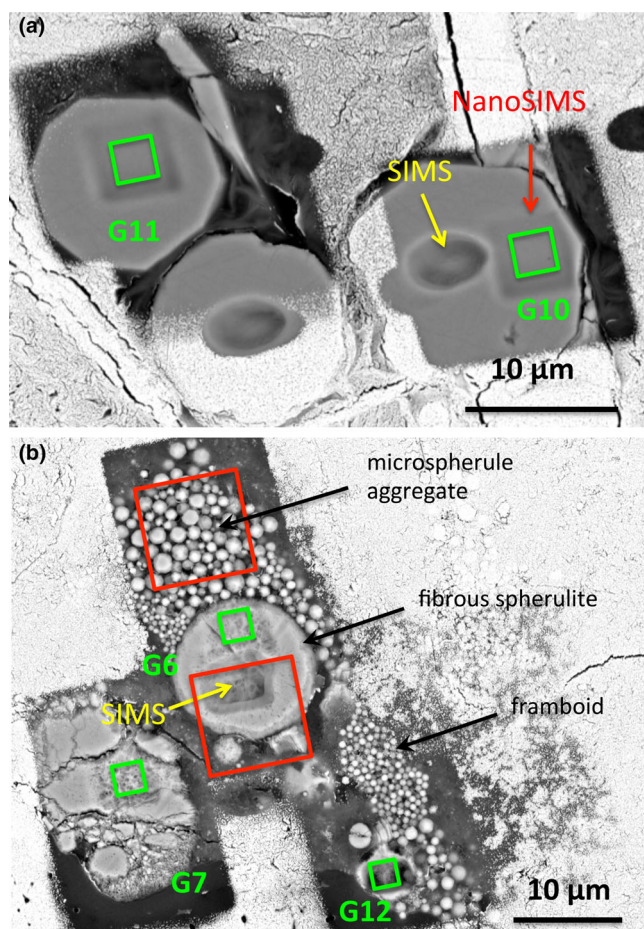 (a)
NanoSIMS
SIMS
G11
G10
10 µm
(b)
microspherule
aggregate
fibrous spherulite
G6
SIMS
framboid
G7
G12
10 µm